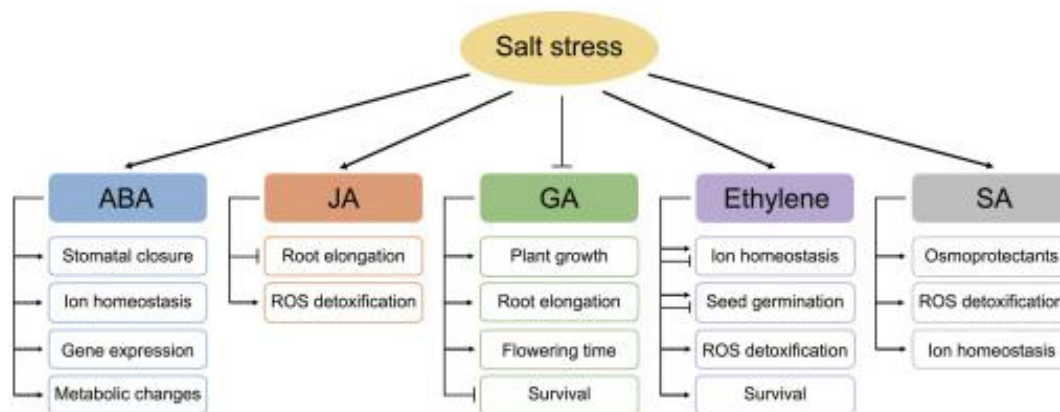 Salt stress
ABA
JA
GA
Ethylene
SA
Stomatal closure
Root elongation
Plant growth
Ion homeostasis
Osmoprotectants
Ion homeostasis
ROS detoxification
Root elongation
Seed germination
ROS detoxification
Gene expression
Flowering time
ROS detoxification
Ion homeostasis
Metabolic changes
Survival
Survival